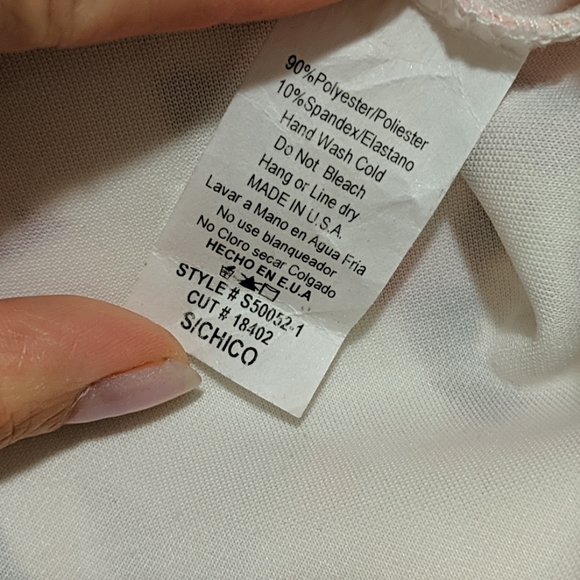 90%Polyester/Poliester
10%Spandex/Elastano
Hand Wash Cold
Do Not Bleach
Hang or Line dry
MADE IN U.S.A.
Lavar a Mano en Agua Fria
No use blanqueador
No Cloro secar Colgado
HECHO EN E.U.A
STYLE # S50052-1
CUT # 18402
S/CHICO